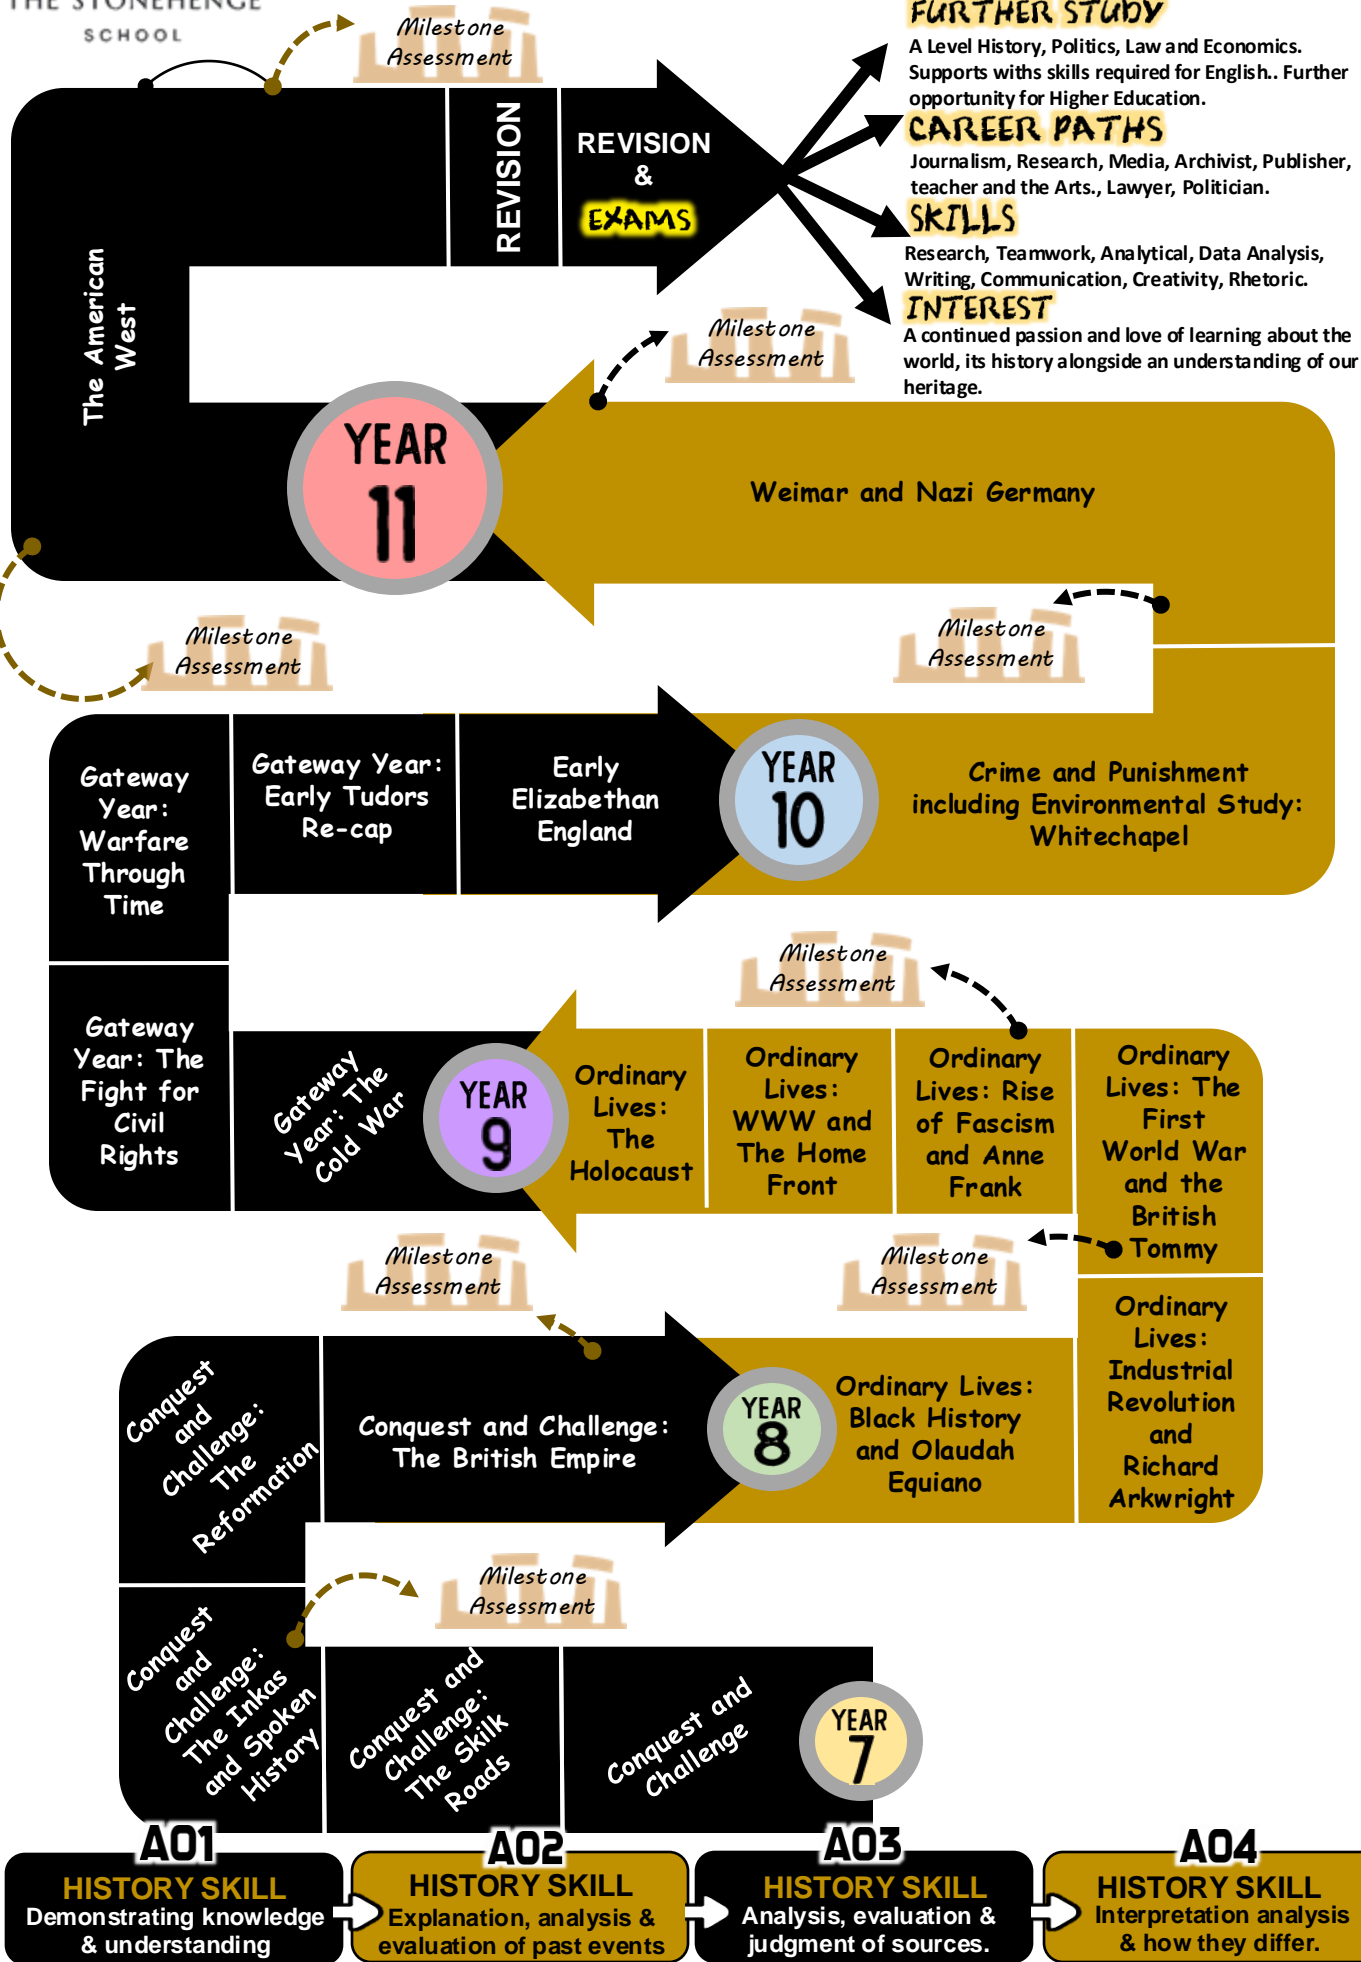 THE STONEHENGE
SCHOOL
Milestone
Assessment
FURTHER STUDY
A Level History, Politics, Law and Economics.
Supports withs skills required for English.. Further
opportunity for Higher Education.
CAREER PATHS
Journalism, Research, Media, Archivist, Publisher,
teacher and the Arts., Lawyer, Politician.
SKILLS
Research, Teamwork, Analytical, Data Analysis,
Writing, Communication, Creativity, Rhetoric.
INTEREST
A continued passion and love of learning about the
world, its history alongside an understanding of our
heritage.
REVISION
REVISION
&
EXAMS
The American
West
Milestone
Assessment
YEAR
11
Weimar and Nazi Germany
Milestone
Assessment
Milestone
Assessment
Gateway
Year:
Warfare
Through
Time
Gateway Year:
Early Tudors
Re-cap
Early
Elizabethan
England
YEAR
10
Crime and Punishment
including Environmental Study:
Whitechapel
Milestone
Assessment
Gateway
Year: The
Fight for
Civil
Rights
Gateway
Year: The
Cold War
YEAR
9
Ordinary
Lives:
The
Holocaust
Ordinary
Lives:
WWW and
The Home
Front
Ordinary
Lives: Rise
of Fascism
and Anne
Frank
Ordinary
Lives: The
First
World War
and the
British
Tommy
Milestone
Assessment
Milestone
Assessment
Conquest
and
Challenge:
The
Reformation
Conquest and Challenge:
The British Empire
YEAR
8
Ordinary Lives:
Black History
and Olaudah
Equiano
Ordinary
Lives:
Industrial
Revolution
and
Richard
Arkwright
Milestone
Assessment
Conquest
and
Challenge:
The Inkas
and Spoken
History
Conquest and
Challenge:
The Skilk
Roads
Conquest and
Challenge
YEAR
7
AO1
HISTORY SKILL
Demonstrating knowledge
& understanding
AO2
HISTORY SKILL
Explanation, analysis &
evaluation of past events
AO3
HISTORY SKILL
Analysis, evaluation &
judgment of sources.
AO4
HISTORY SKILL
Interpretation analysis
& how they differ.